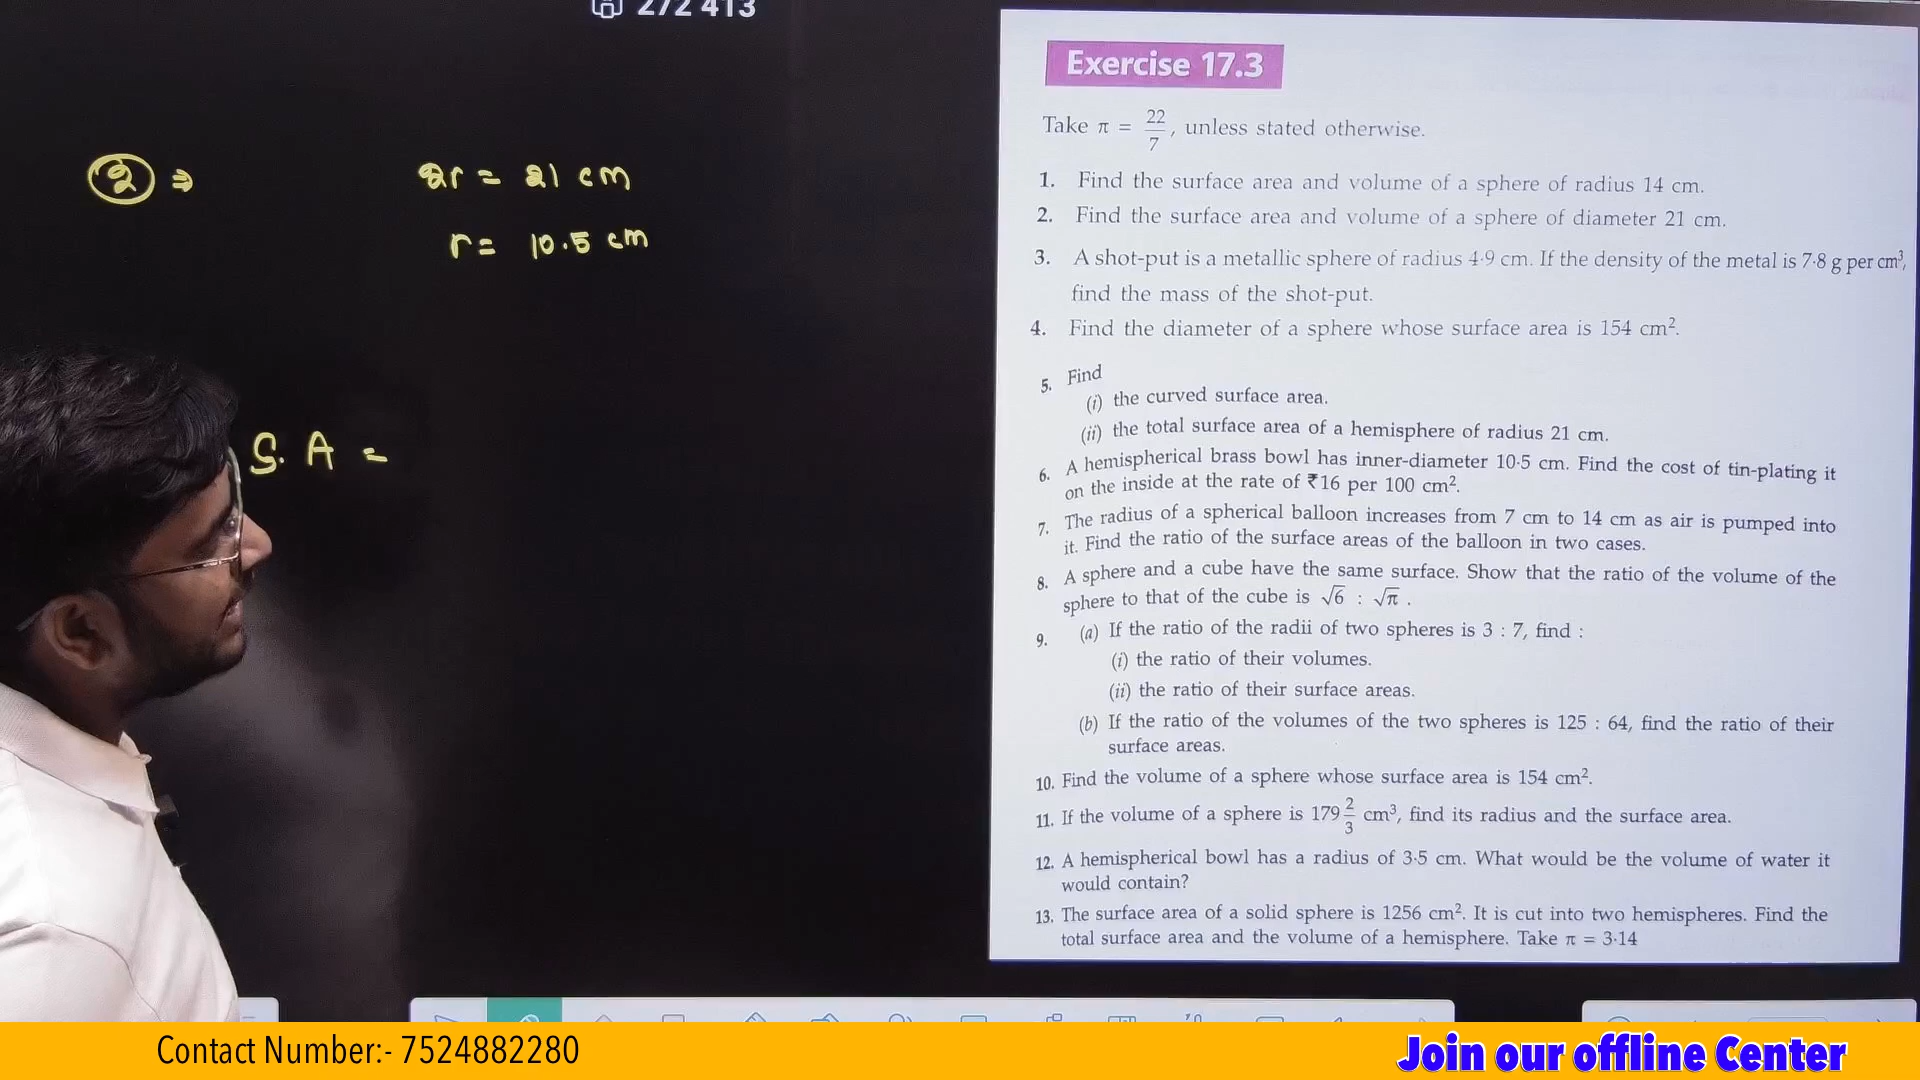 272 413
② ⇒ 2r = 21 cm
r = 10.5 cm
S. A =
Exercise 17.3
Take π = 22/7, unless stated otherwise.
1. Find the surface area and volume of a sphere of radius 14 cm.
2. Find the surface area and volume of a sphere of diameter 21 cm.
3. A shot-put is a metallic sphere of radius 4·9 cm. If the density of the metal is 7·8 g per cm³,
find the mass of the shot-put.
4. Find the diameter of a sphere whose surface area is 154 cm².
5. Find
(i) the curved surface area.
(ii) the total surface area of a hemisphere of radius 21 cm.
6. A hemispherical brass bowl has inner-diameter 10·5 cm. Find the cost of tin-plating it
on the inside at the rate of ₹16 per 100 cm².
7. The radius of a spherical balloon increases from 7 cm to 14 cm as air is pumped into
it. Find the ratio of the surface areas of the balloon in two cases.
8. A sphere and a cube have the same surface. Show that the ratio of the volume of the
sphere to that of the cube is √6 : √π .
9. (a) If the ratio of the radii of two spheres is 3 : 7, find :
(i) the ratio of their volumes.
(ii) the ratio of their surface areas.
(b) If the ratio of the volumes of the two spheres is 125 : 64, find the ratio of their
surface areas.
10. Find the volume of a sphere whose surface area is 154 cm².
11. If the volume of a sphere is 179 2/3 cm³, find its radius and the surface area.
12. A hemispherical bowl has a radius of 3·5 cm. What would be the volume of water it
would contain?
13. The surface area of a solid sphere is 1256 cm². It is cut into two hemispheres. Find the
total surface area and the volume of a hemisphere. Take π = 3·14
Contact Number:- 7524882280
Join our offline Center